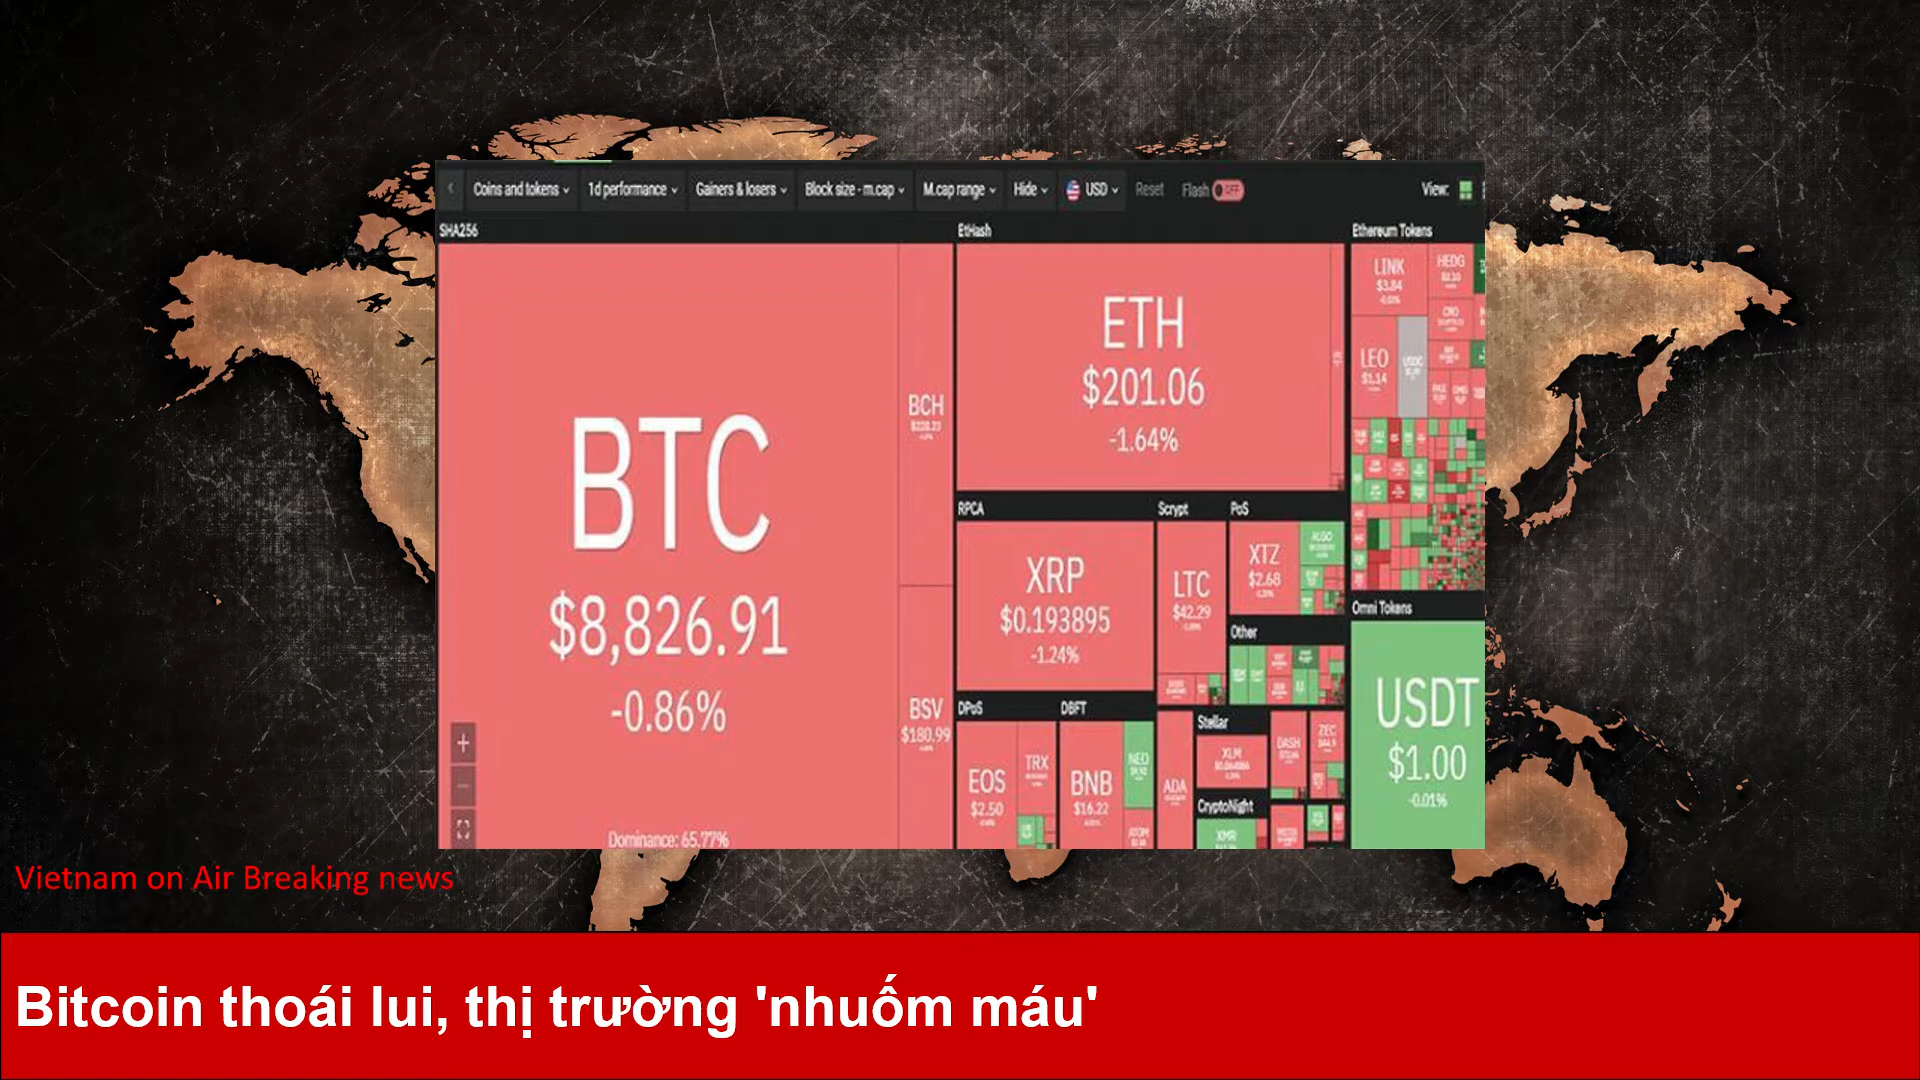 Coins and tokens 1d performance Gainers & losers Block size - m.cap M.cap range Hide USD Reset Flash OFF View:
SHA256
BTC
$8,826.91
-0.86%
Dominance: 65.77%
BCH
BSV
$180.99
EtHash
ETH
$201.06
-1.64%
RPCA
XRP
$0.193895
-1.24%
Scrypt
LTC
$42.29
PoS
XTZ
$2.68
ALGO
Other
DPoS
EOS
$2.50
TRX
DBFT
BNB
$16.22
NEO
ATOM
ADA
Stellar
XLM
DASH
ZEC
CryptoNight
XMR
Ethereum Tokens
LINK
$3.84
HEDG
CRO
LEO
$1.14
USDC
Omni Tokens
USDT
$1.00
-0.01%
Vietnam on Air Breaking news
Bitcoin thoái lui, thị trường 'nhuốm máu'